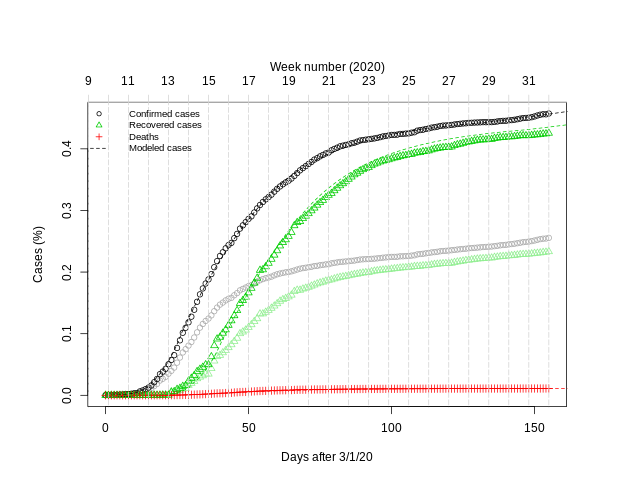 Week number (2020)
9 11 13 15 17 19 21 23 25 27 29 31
Confirmed cases
Recovered cases
Deaths
Modeled cases
Cases (%)
0.4
0.3
0.2
0.1
0.0
0 50 100 150
Days after 3/1/20